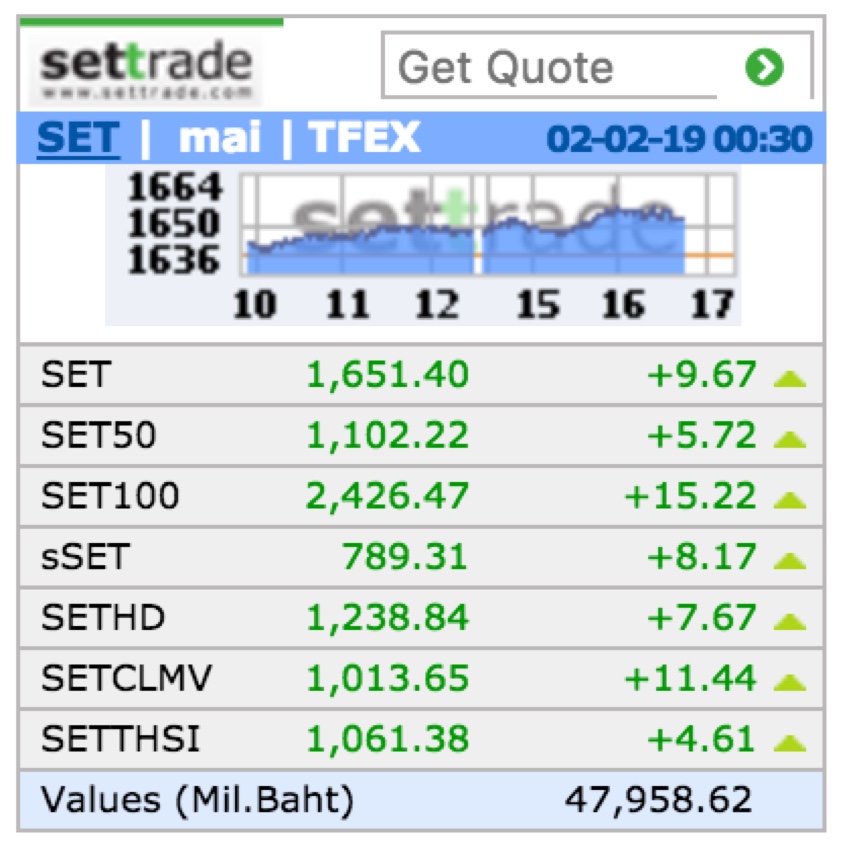 settrade
www.settrade.com
Get Quote
SET | mai | TFEX 02-02-19 00:30
settrade
1664
1650
1636
10 11 12 15 16 17
SET 1,651.40 +9.67
SET50 1,102.22 +5.72
SET100 2,426.47 +15.22
sSET 789.31 +8.17
SETHD 1,238.84 +7.67
SETCLMV 1,013.65 +11.44
SETTHSI 1,061.38 +4.61
Values (Mil.Baht) 47,958.62